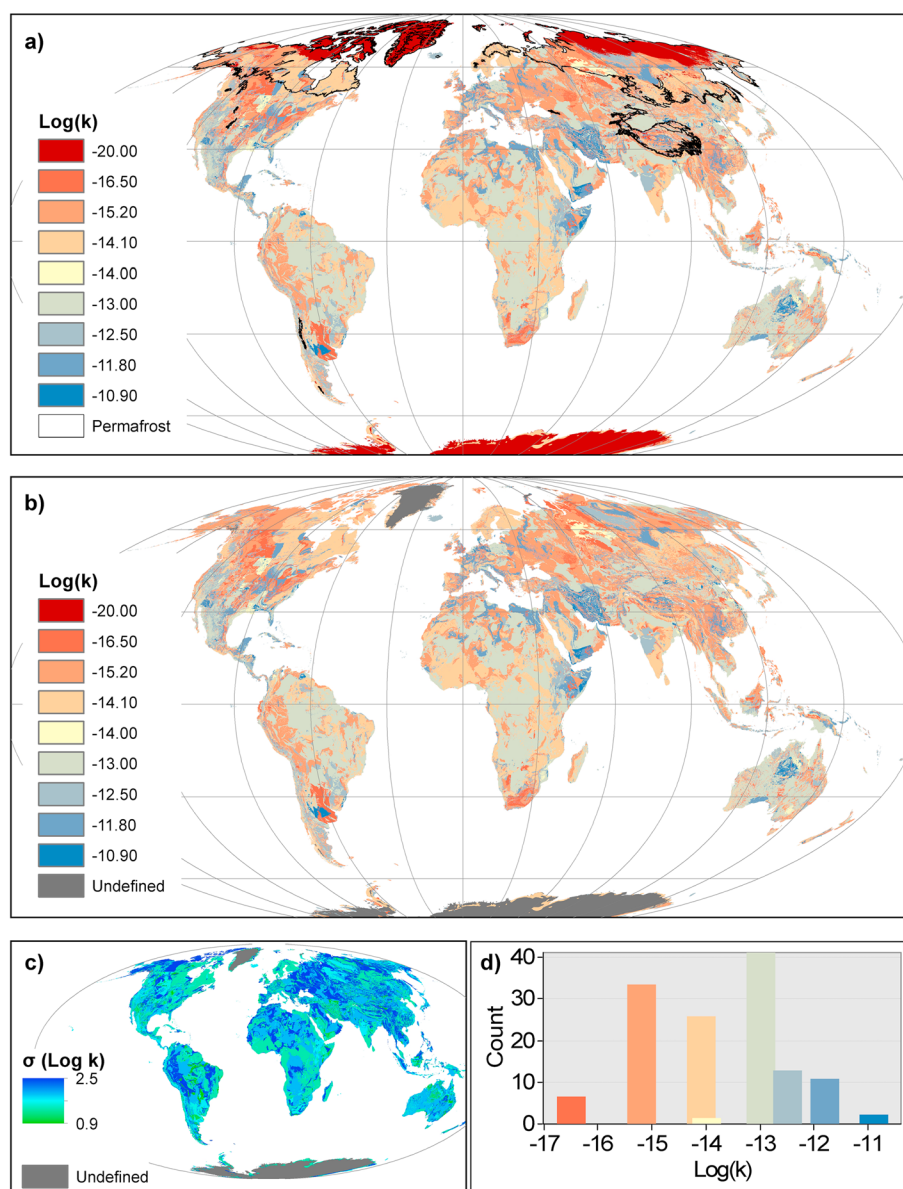 a)
Log(k)
-20.00
-16.50
-15.20
-14.10
-14.00
-13.00
-12.50
-11.80
-10.90
Permafrost
b)
Log(k)
-20.00
-16.50
-15.20
-14.10
-14.00
-13.00
-12.50
-11.80
-10.90
Undefined
c)
σ (Log k)
2.5
0.9
Undefined
d)
40
30
20
10
0
Count
-17 -16 -15 -14 -13 -12 -11
Log(k)